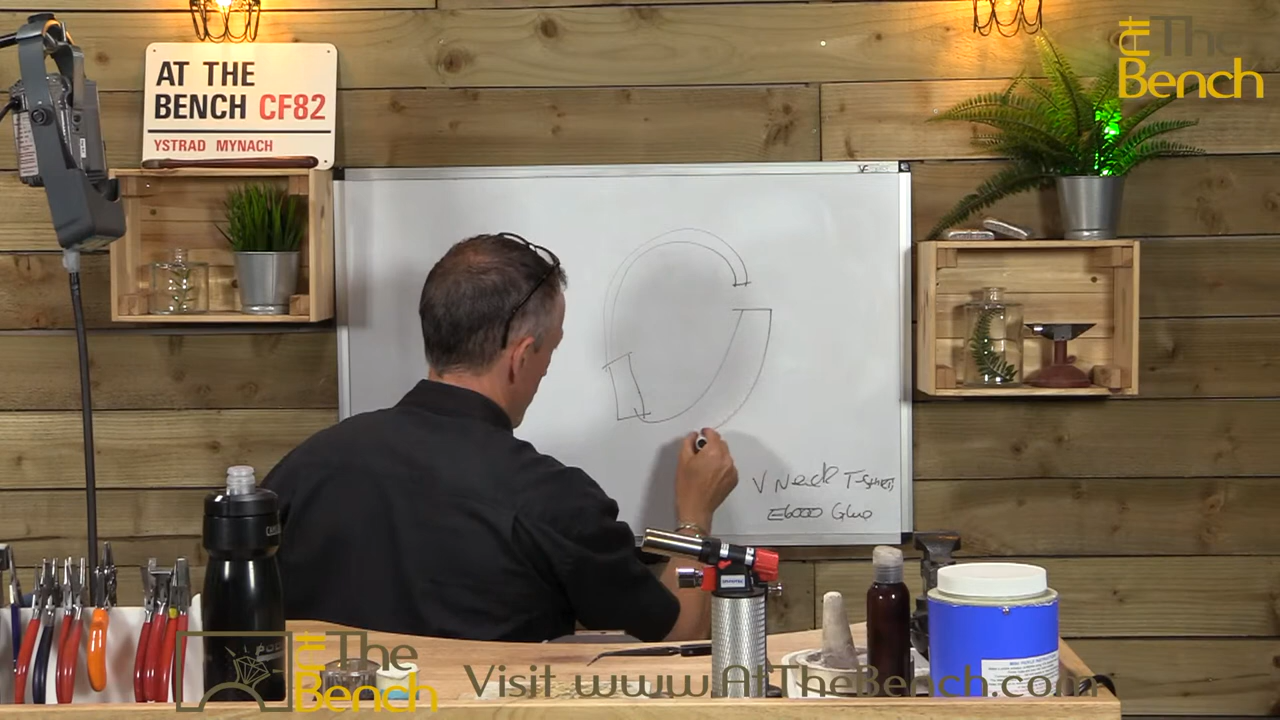 AT THE
BENCH CF82
YSTRAD MYNACH
At The
Bench
V Neck T-Shirt
E6000 Glue
At The
Bench
Visit www.AtTheBench.com